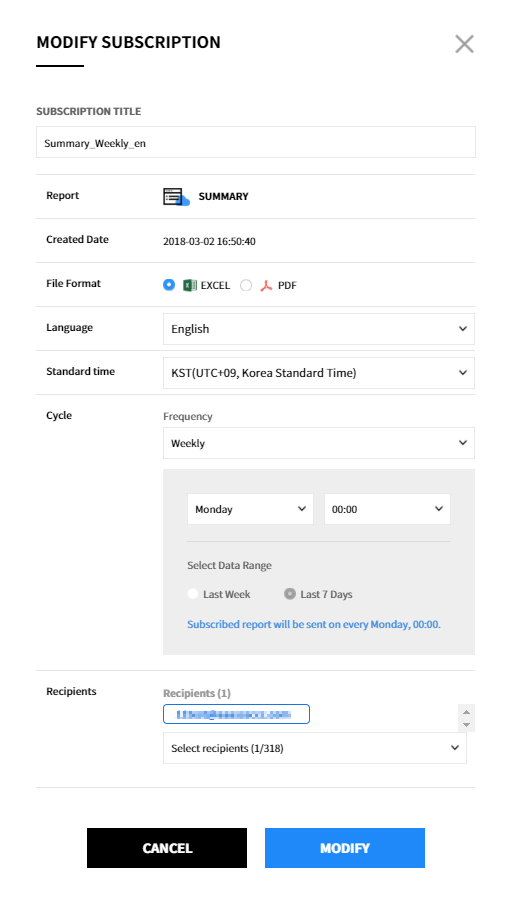 MODIFY SUBSCRIPTION
SUBSCRIPTION TITLE
Summary_Weekly_en
Report SUMMARY
Created Date 2018-03-02 16:50:40
File Format EXCEL PDF
Language English
Standard time KST(UTC+09, Korea Standard Time)
Cycle Frequency
Weekly
Monday 00:00
Select Data Range
Last Week Last 7 Days
Subscribed report will be sent on every Monday, 00:00.
Recipients Recipients (1)
Select recipients (1/318)
CANCEL MODIFY